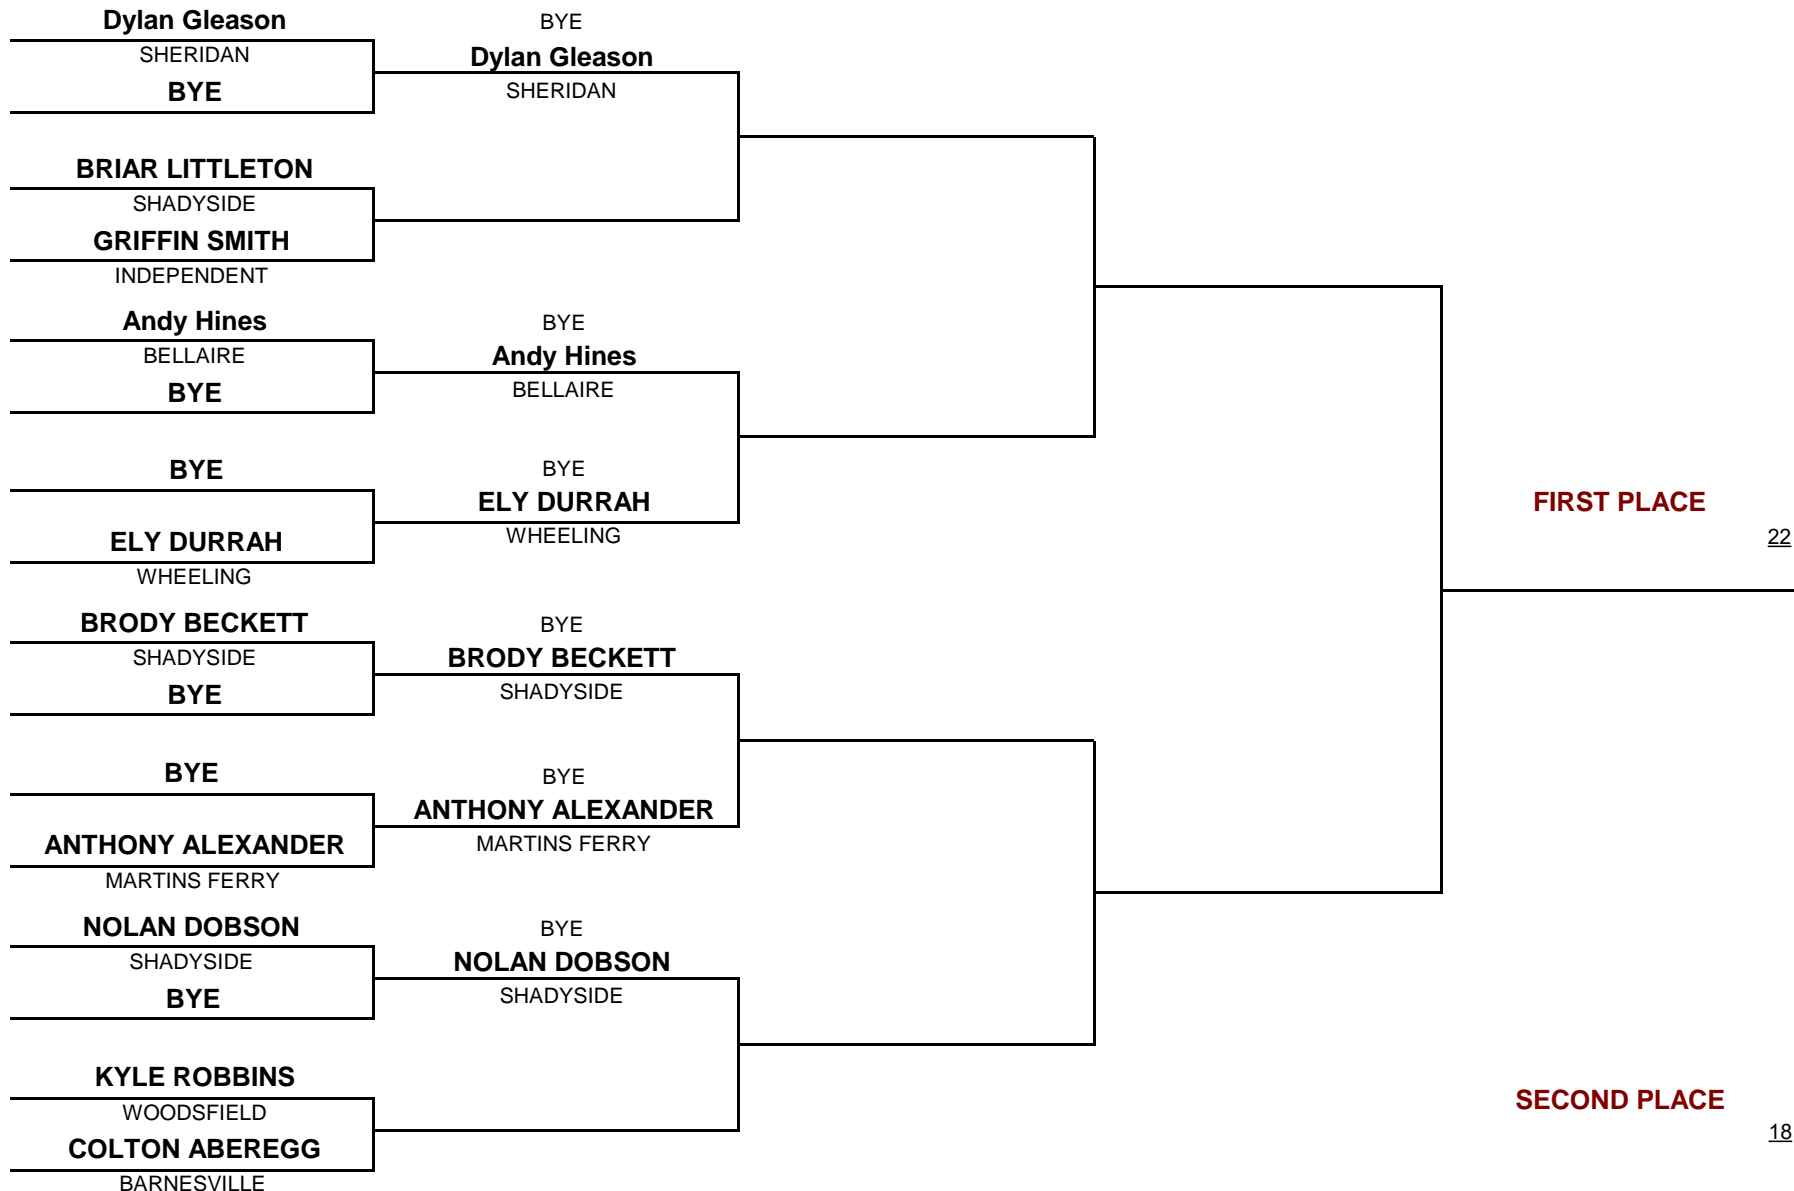 Dylan Gleason
SHERIDAN
BYE
BRIAR LITTLETON
SHADYSIDE
GRIFFIN SMITH
INDEPENDENT
Andy Hines
BELLAIRE
BYE
BYE
ELY DURRAH
WHEELING
BRODY BECKETT
SHADYSIDE
BYE
BYE
ANTHONY ALEXANDER
MARTINS FERRY
NOLAN DOBSON
SHADYSIDE
BYE
KYLE ROBBINS
WOODSFIELD
COLTON ABEREGG
BARNESVILLE
BYE
Dylan Gleason
SHERIDAN
BYE
Andy Hines
BELLAIRE
BYE
ELY DURRAH
WHEELING
BYE
BRODY BECKETT
SHADYSIDE
BYE
ANTHONY ALEXANDER
MARTINS FERRY
BYE
NOLAN DOBSON
SHADYSIDE
FIRST PLACE
22
SECOND PLACE
18